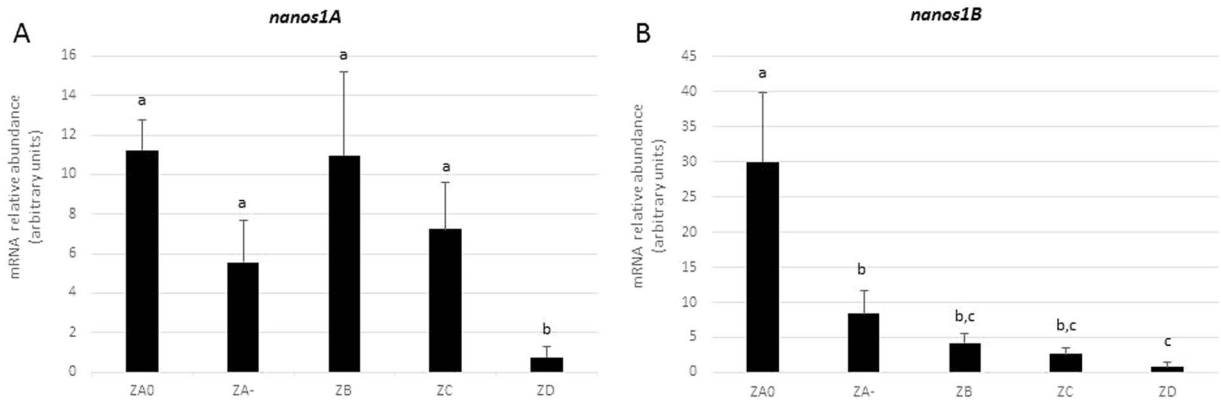 nanos1A
A
mRNA relative abundance
(arbitrary units)
16
14
12
10
8
6
4
2
0
a
a
a
a
b
ZA0
ZA-
ZB
ZC
ZD
nanos1B
B
mRNA relative abundance
(arbitrary units)
45
40
35
30
25
20
15
10
5
0
a
b
b,c
b,c
c
ZA0
ZA-
ZB
ZC
ZD